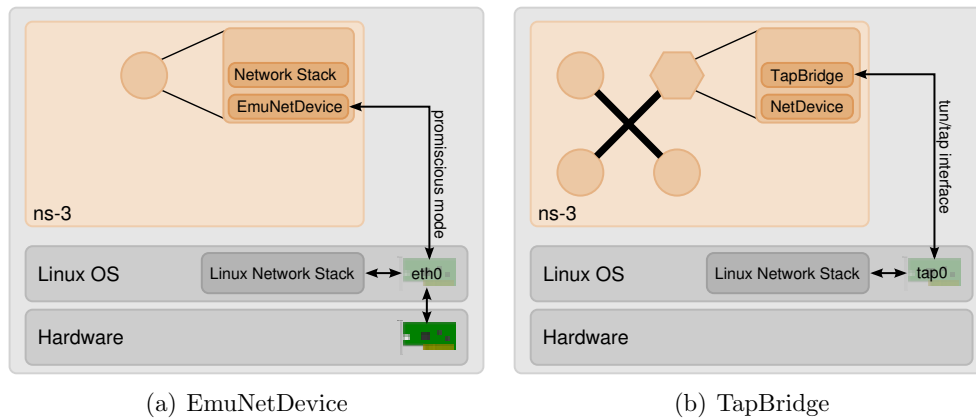 Network Stack
EmuNetDevice
promiscious mode
ns-3
Linux OS
Linux Network Stack
eth0
Hardware
(a) EmuNetDevice
TapBridge
NetDevice
tun/tap interface
ns-3
Linux OS
Linux Network Stack
tap0
Hardware
(b) TapBridge